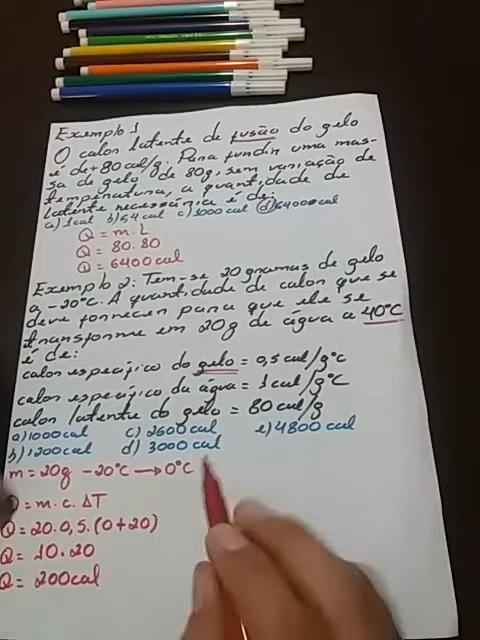 Exemplo 1
O calor latente de fusão do gelo
é de +80 cal/g. Para fundir uma mas-
sa de gelo de 80g, sem variação de
temperatura, a quantidade de
latente necessária é de:
a) 1 cal b) 6,4 cal c) 1000 cal d) 6400 cal
Q = m.L
Q = 80.80
Q = 6400 cal
Exemplo 2: Tem-se 20 gramas de gelo
a -20°C. A quantidade de calor que se
deve fornecer para que ele se
transforme em 20g de água a 40°C
é de:
calor específico do gelo = 0,5 cal/g°C
calor específico da água = 1 cal/g°C
calor latente do gelo = 80 cal/g
a) 1000 cal c) 2600 cal e) 4800 cal
b) 1200 cal d) 3000 cal
m = 20g -20°C → 0°C
Q = m.c.ΔT
Q = 20.0,5.(0+20)
Q = 10.20
Q = 200 cal